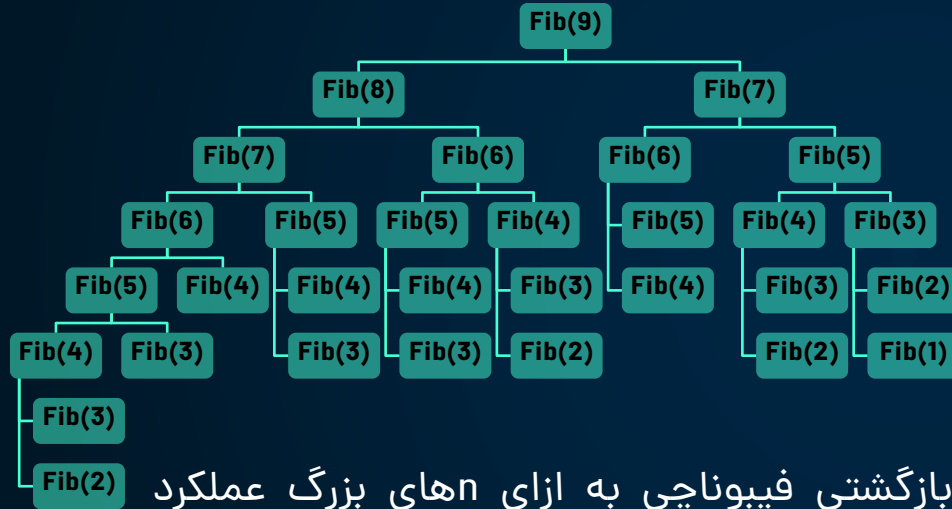 Fib(9)
Fib(8) Fib(7)
Fib(7) Fib(6) Fib(6) Fib(5)
Fib(6) Fib(5) Fib(5) Fib(4) Fib(5) Fib(4) Fib(3)
Fib(5) Fib(4) Fib(4) Fib(4) Fib(3) Fib(4) Fib(3) Fib(2)
Fib(4) Fib(3) Fib(3) Fib(3) Fib(2) Fib(2) Fib(1)
Fib(3)
Fib(2)
بازگشتی فیبوناچی به ازای nهای بزرگ عملکرد